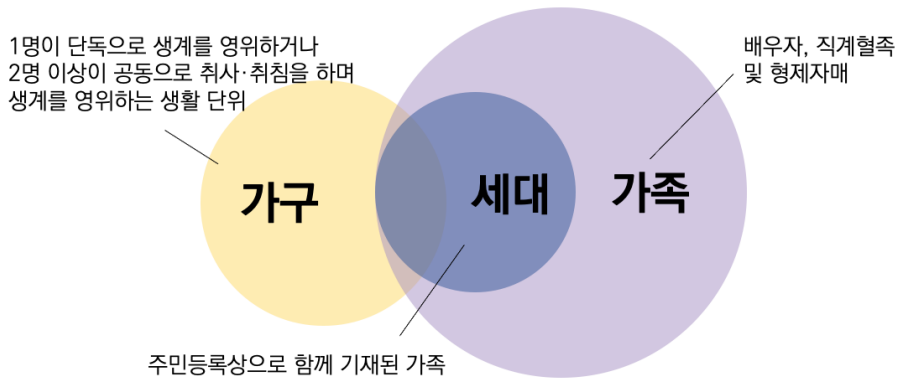 1명이 단독으로 생계를 영위하거나
2명 이상이 공동으로 취사·취침을 하며
생계를 영위하는 생활 단위
배우자, 직계혈족
및 형제자매
가구
세대
가족
주민등록상으로 함께 기재된 가족